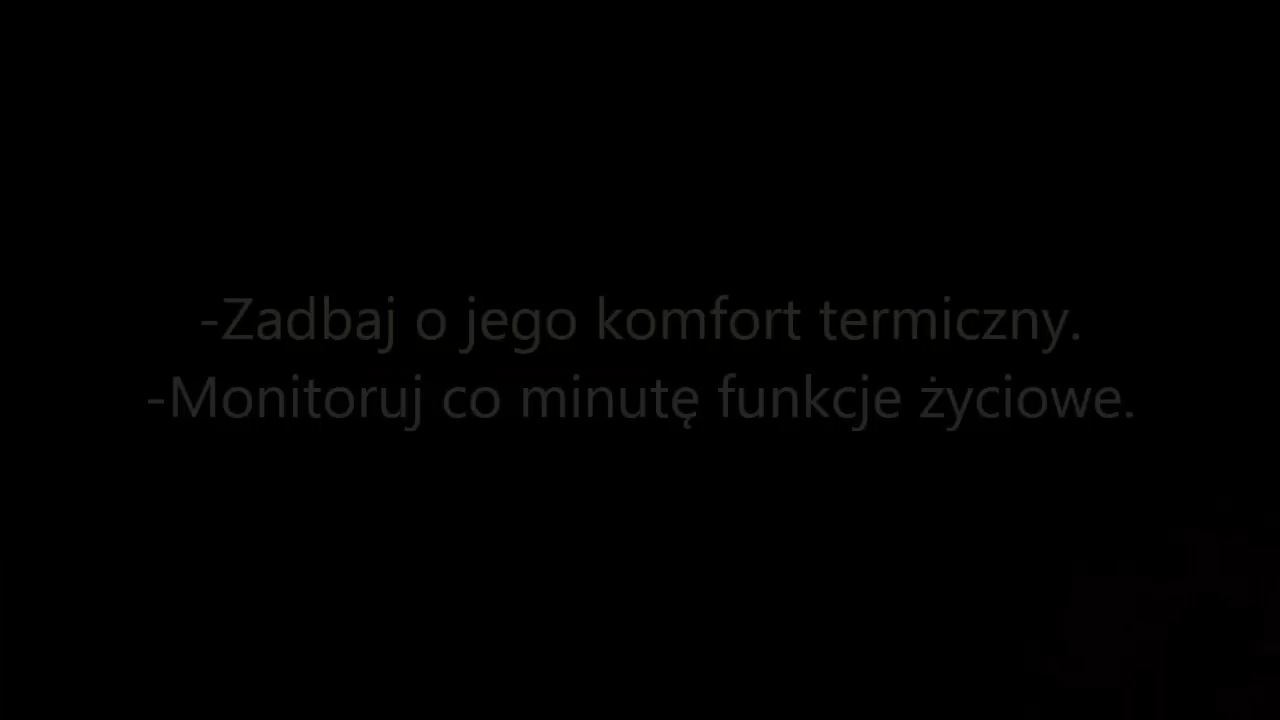 -Zadbaj o jego komfort termiczny.
-Monitoruj co minutę funkcje życiowe.